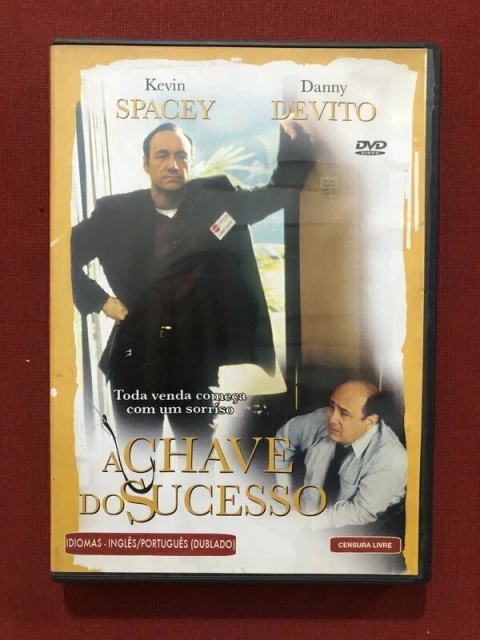 Kevin
SPACEY
Danny
DEVITO
DVD
VIDEO
Toda venda começa
com um sorriso
A CHAVE
DO SUCESSO
IDIOMAS - INGLÊS/PORTUGUÊS (DUBLADO)
CENSURA LIVRE